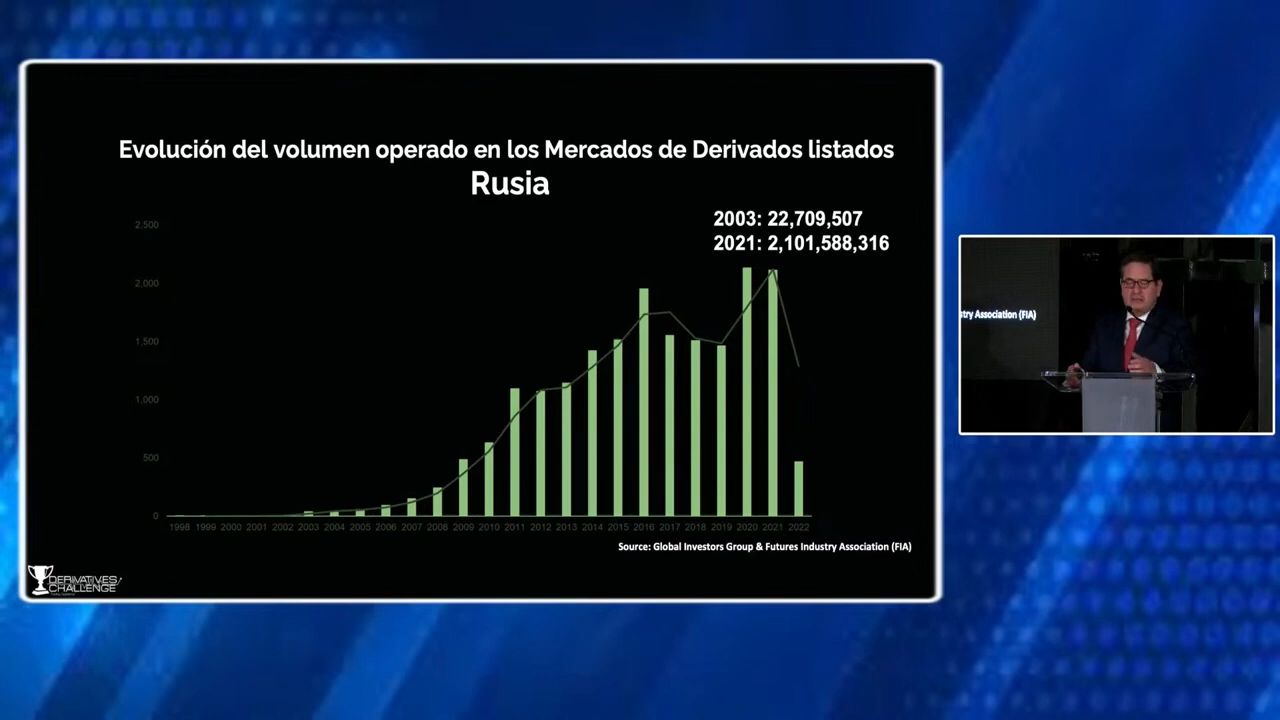 Evolución del volumen operado en los Mercados de Derivados listados
Rusia
2003: 22,709,507
2021: 2,101,588,316
2,500
2,000
1,500
1,000
500
0
1998 1999 2000 2001 2002 2003 2004 2005 2006 2007 2008 2009 2010 2011 2012 2013 2014 2015 2016 2017 2018 2019 2020 2021 2022
Source: Global Investors Group & Futures Industry Association (FIA)
DERIVATIVES
CHALLENGE
stry Association (FIA)